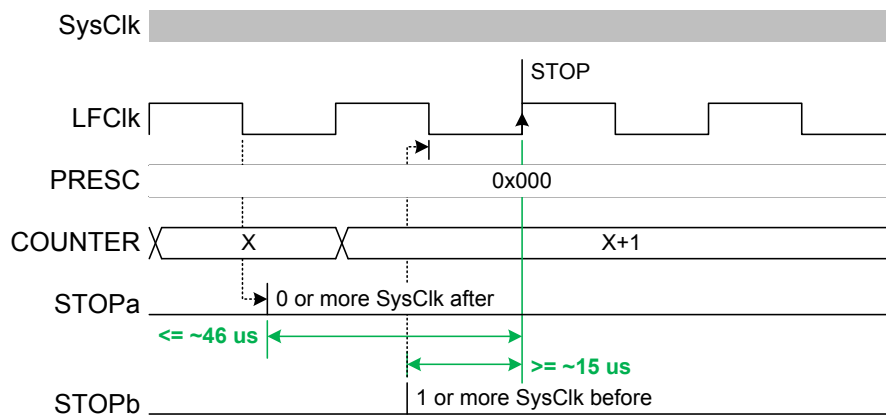 SysClk
STOP
LFClk
PRESC
0x000
COUNTER
X
X+1
STOPa
0 or more SysClk after
<= ~46 us
>= ~15 us
STOPb
1 or more SysClk before